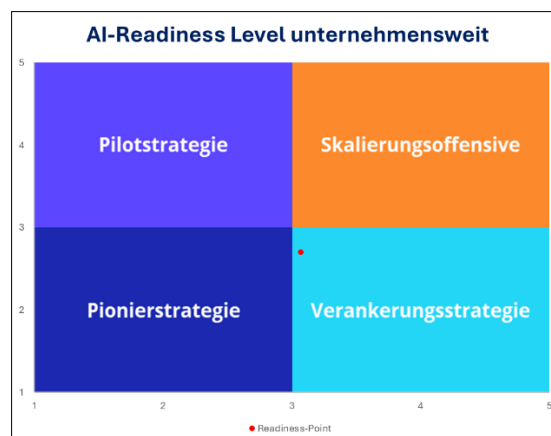 AI-Readiness Level unternehmensweit
5
Pilotstrategie Skalierungsoffensive
4
3
Pionierstrategie Verankerungsstrategie
2
1
1 2 3 4 5
Readiness-Point